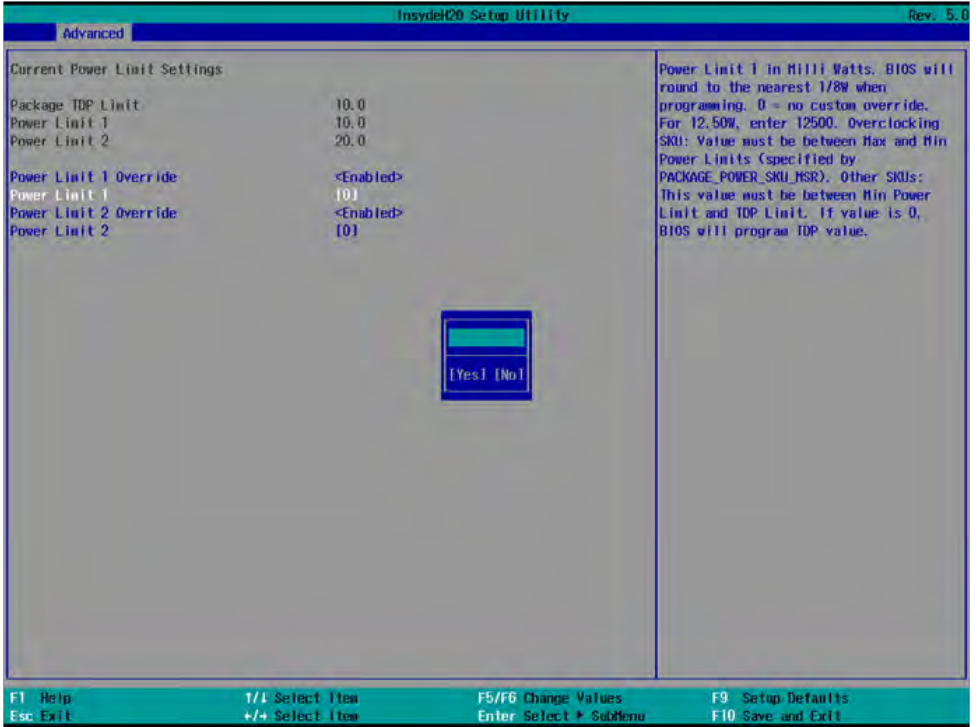 InsydeH20 Setup Utility Rev. 5.0
Advanced
Current Power Limit Settings
Package TDP Limit 10.0
Power Limit 1 10.0
Power Limit 2 20.0
Power Limit 1 Override <Enabled>
Power Limit 1 [0]
Power Limit 2 Override <Enabled>
Power Limit 2 [0]
Power Limit 1 in Milli Watts. BIOS will
round to the nearest 1/8W when
programming. 0 = no custom override.
For 12.50W, enter 12500. Overclocking
SKU: Value must be between Max and Min
Power Limits (specified by
PACKAGE_POWER_SKU_MSR). Other SKUs:
This value must be between Min Power
Limit and TDP Limit. If value is 0,
BIOS will program TDP value.
[Yes] [No]
F1 Help ↑/↓ Select Item F5/F6 Change Values F9 Setup Defaults
Esc Exit ←/→ Select Item Enter Select ▶ SubMenu F10 Save and Exit